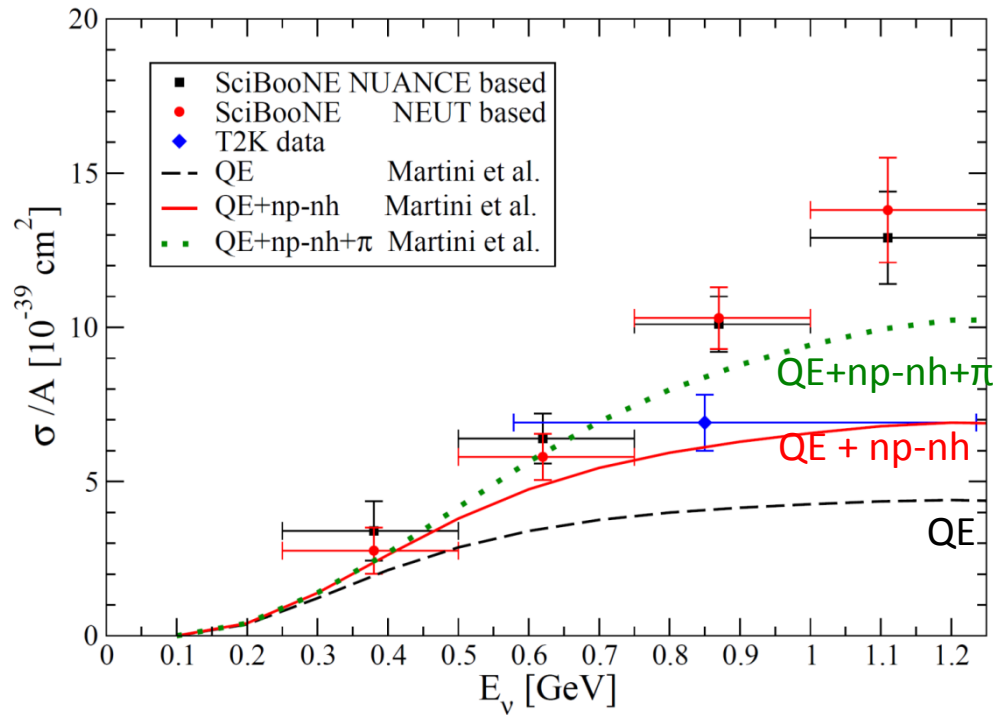 20
15
10
5
0
σ /A [10⁻³⁹ cm²]
SciBooNE NUANCE based
SciBooNE NEUT based
T2K data
QE Martini et al.
QE+np-nh Martini et al.
QE+np-nh+π Martini et al.
QE+np-nh+π
QE + np-nh
QE
0 0.1 0.2 0.3 0.4 0.5 0.6 0.7 0.8 0.9 1 1.1 1.2
E_ν [GeV]